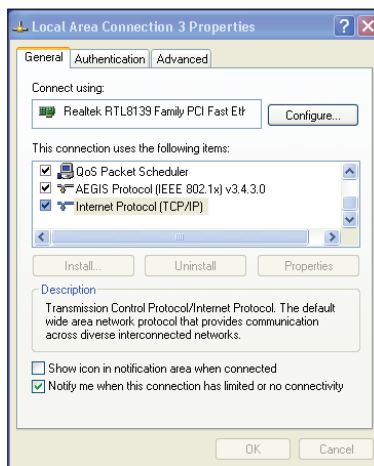 Local Area Connection 3 Properties
General Authentication Advanced
Connect using:
Realtek RTL8139 Family PCI Fast Eth
Configure...
This connection uses the following items:
QoS Packet Scheduler
AEGIS Protocol (IEEE 802.1x) v3.4.3.0
Internet Protocol (TCP/IP)
Install... Uninstall Properties
Description
Transmission Control Protocol/Internet Protocol. The default
wide area network protocol that provides communication
across diverse interconnected networks.
Show icon in notification area when connected
Notify me when this connection has limited or no connectivity
OK Cancel